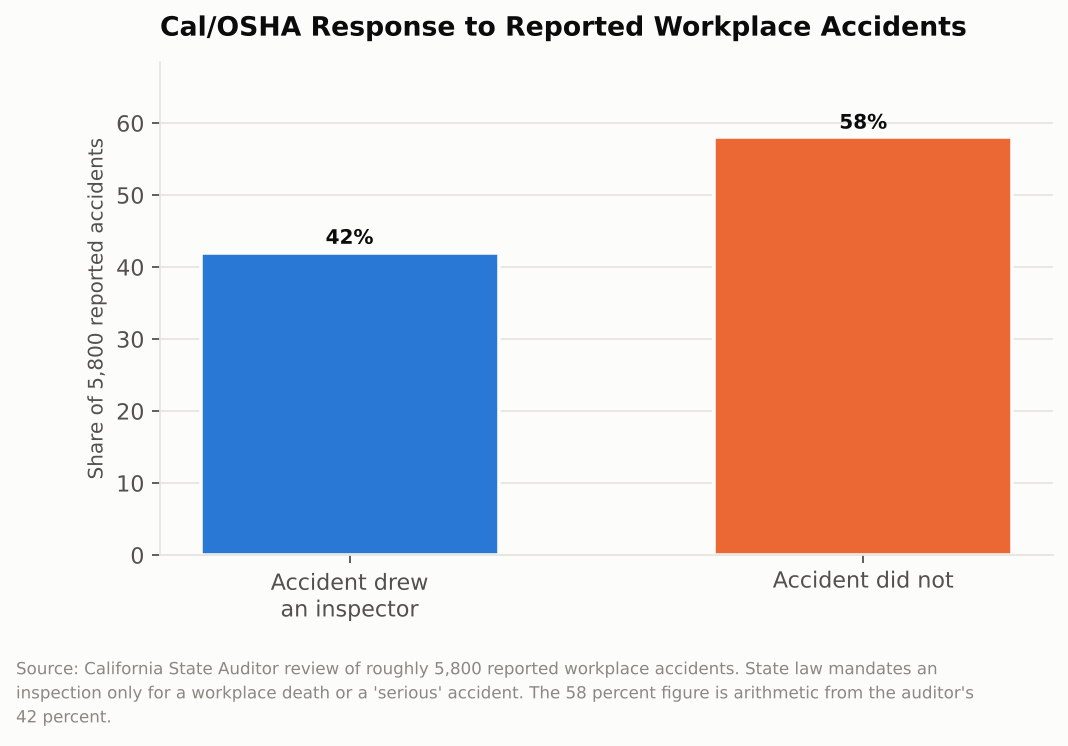 Cal/OSHA Response to Reported Workplace Accidents
Share of 5,800 reported accidents
60
50
40
30
20
10
0
42%
58%
Accident drew
an inspector
Accident did not
Source: California State Auditor review of roughly 5,800 reported workplace accidents. State law mandates an
inspection only for a workplace death or a 'serious' accident. The 58 percent figure is arithmetic from the auditor's
42 percent.